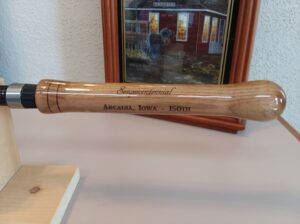 Sesquicentennial
Arcadia, Iowa - 150th